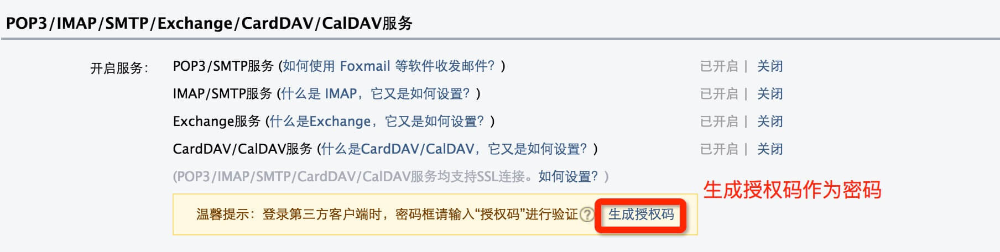 POP3/IMAP/SMTP/Exchange/CardDAV/CalDAV服务
开启服务： POP3/SMTP服务 (如何使用 Foxmail 等软件收发邮件？) 已开启 | 关闭
IMAP/SMTP服务 (什么是 IMAP，它又是如何设置？) 已开启 | 关闭
Exchange服务 (什么是Exchange，它又是如何设置？) 已开启 | 关闭
CardDAV/CalDAV服务 (什么是CardDAV/CalDAV，它又是如何设置？) 已开启 | 关闭
(POP3/IMAP/SMTP/CardDAV/CalDAV服务均支持SSL连接。如何设置？)
生成授权码作为密码
温馨提示：登录第三方客户端时，密码框请输入“授权码”进行验证? 生成授权码